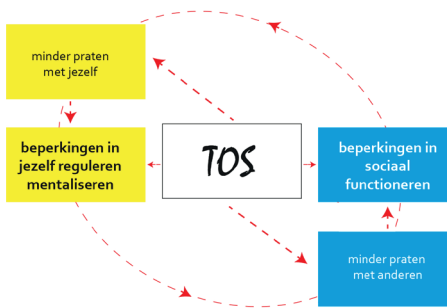 minder praten
met jezelf
beperkingen in
jezelf reguleren
mentaliseren
TOS
beperkingen in
sociaal
functioneren
minder praten
met anderen